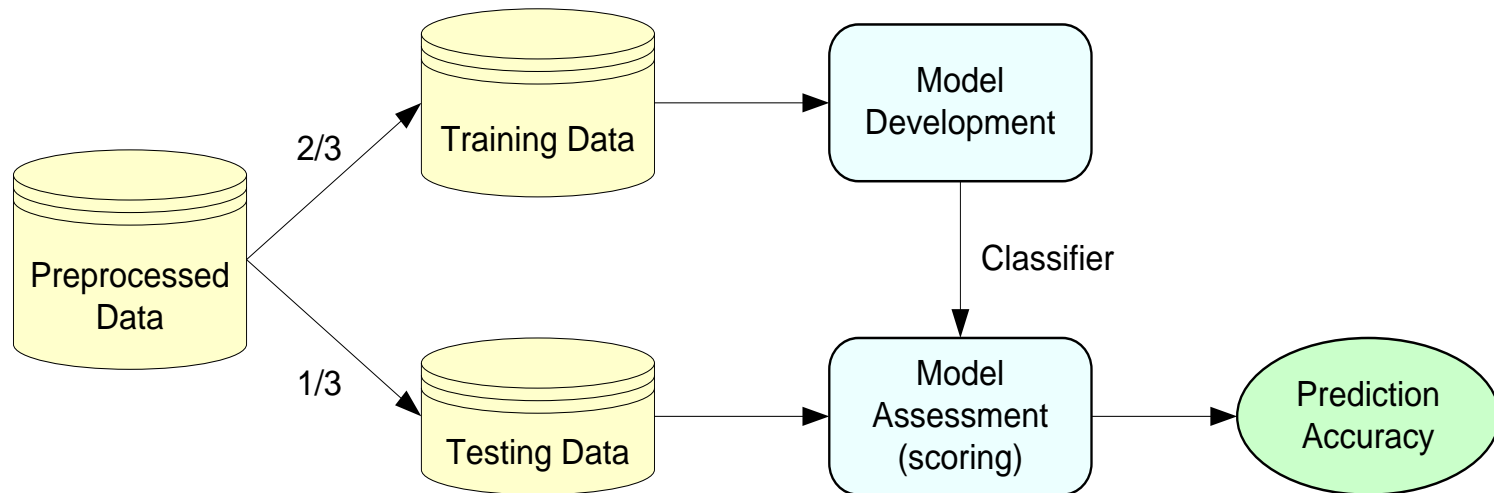 Preprocessed
Data
2/3
1/3
Training Data
Testing Data
Model
Development
Classifier
Model
Assessment
(scoring)
Prediction
Accuracy